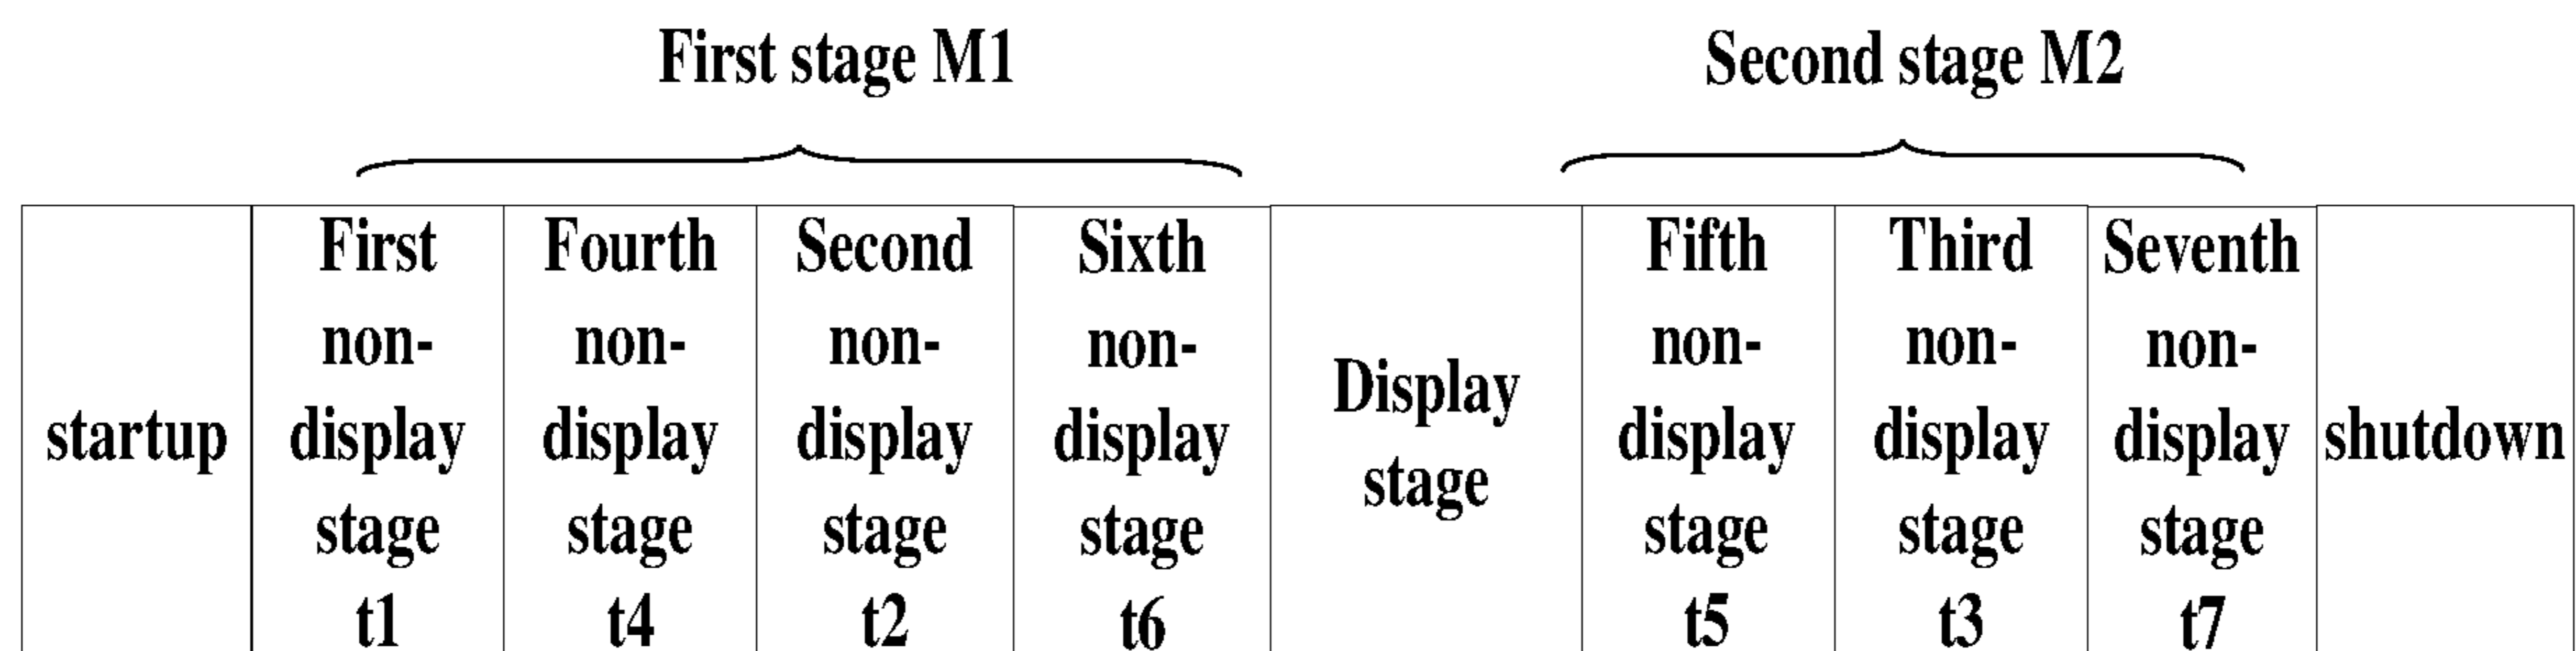 First stage M1
Second stage M2
startup
First
non-
display
stage
t1
Fourth
non-
display
stage
t4
Second
non-
display
stage
t2
Sixth
non-
display
stage
t6
Display
stage
Fifth
non-
display
stage
t5
Third
non-
display
stage
t3
Seventh
non-
display
stage
t7
shutdown